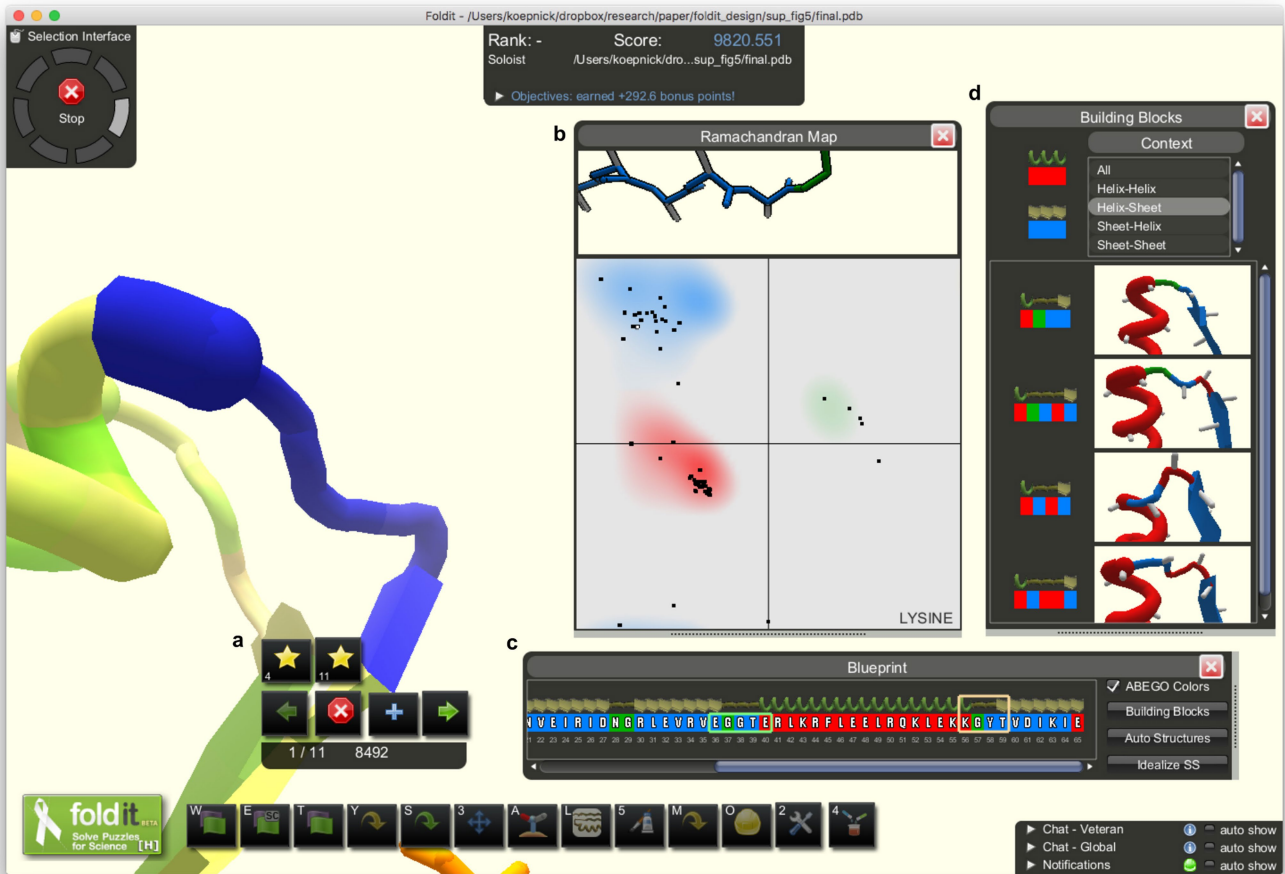 Foldit - /Users/koepnick/dropbox/research/paper/foldit_design/sup_fig5/final.pdb
Selection Interface
Stop
Rank: - Score: 9820.551
Soloist /Users/koepnick/dro...sup_fig5/final.pdb
Objectives: earned +292.6 bonus points!
b
Ramachandran Map
LYSINE
d
Building Blocks
Context
All
Helix-Helix
Helix-Sheet
Sheet-Helix
Sheet-Sheet
a
4 11
1 / 11 8492
c
Blueprint
N V E I R I D N G R L E V R V E G G T E R L K R F L E E L R Q K L E K K G Y T V D I K I E
1 22 23 24 25 26 27 28 29 30 31 32 33 34 35 36 37 38 39 40 41 42 43 44 45 46 47 48 49 50 51 52 53 54 55 56 57 58 59 60 61 62 63 64 65
ABEGO Colors
Building Blocks
Auto Structures
Idealize SS
foldit BETA
Solve Puzzles
for Science [H]
W E SC T Y S 3 A L 5 M O 2 4
Chat - Veteran auto show
Chat - Global auto show
Notifications auto show